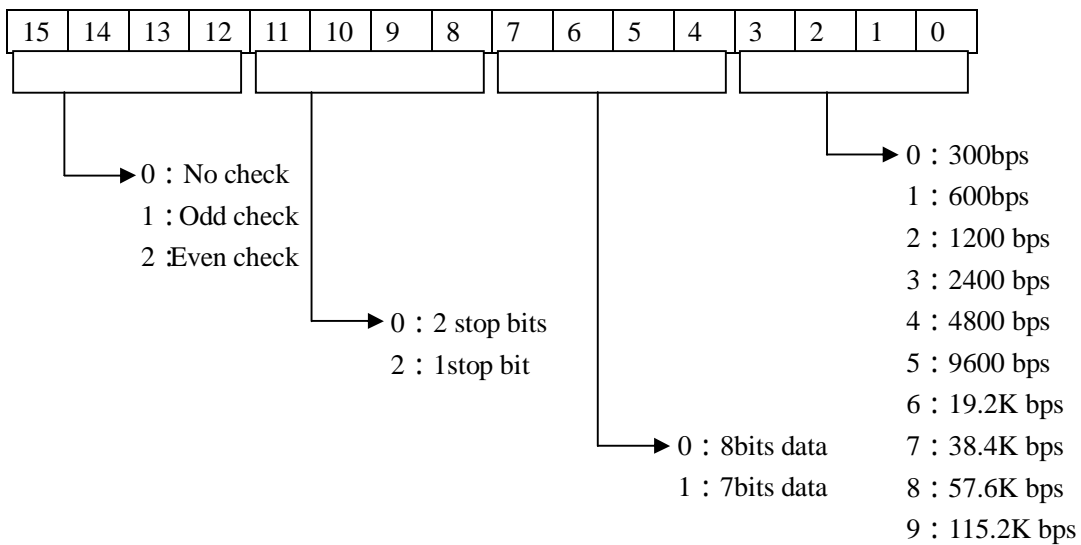 15 14 13 12 11 10 9 8 7 6 5 4 3 2 1 0
0：No check
1：Odd check
2：Even check
0：2 stop bits
2：1stop bit
0：8bits data
1：7bits data
0：300bps
1：600bps
2：1200 bps
3：2400 bps
4：4800 bps
5：9600 bps
6：19.2K bps
7：38.4K bps
8：57.6K bps
9：115.2K bps